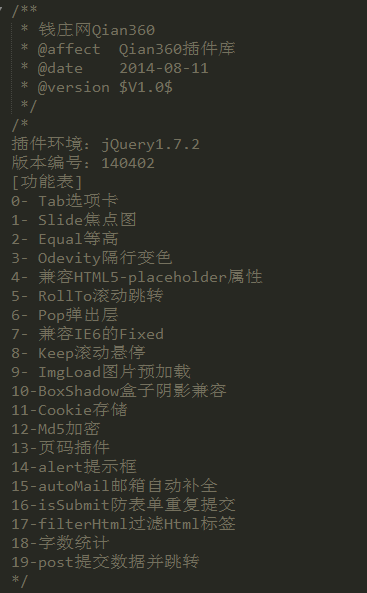 /**
* 钱庄网Qian360
* @affect  Qian360插件库
* @date    2014-08-11
* @version $V1.0$
*/
/*
插件环境：jQuery1.7.2
版本编号：140402
[功能表]
0- Tab选项卡
1- Slide焦点图
2- Equal等高
3- Odevity隔行变色
4- 兼容HTML5-placeholder属性
5- RollTo滚动跳转
6- Pop弹出层
7- 兼容IE6的Fixed
8- Keep滚动悬停
9- ImgLoad图片预加载
10-BoxShadow盒子阴影兼容
11-Cookie存储
12-Md5加密
13-页码插件
14-alert提示框
15-autoMail邮箱自动补全
16-isSubmit防表单重复提交
17-filterHtml过滤Html标签
18-字数统计
19-post提交数据并跳转
*/